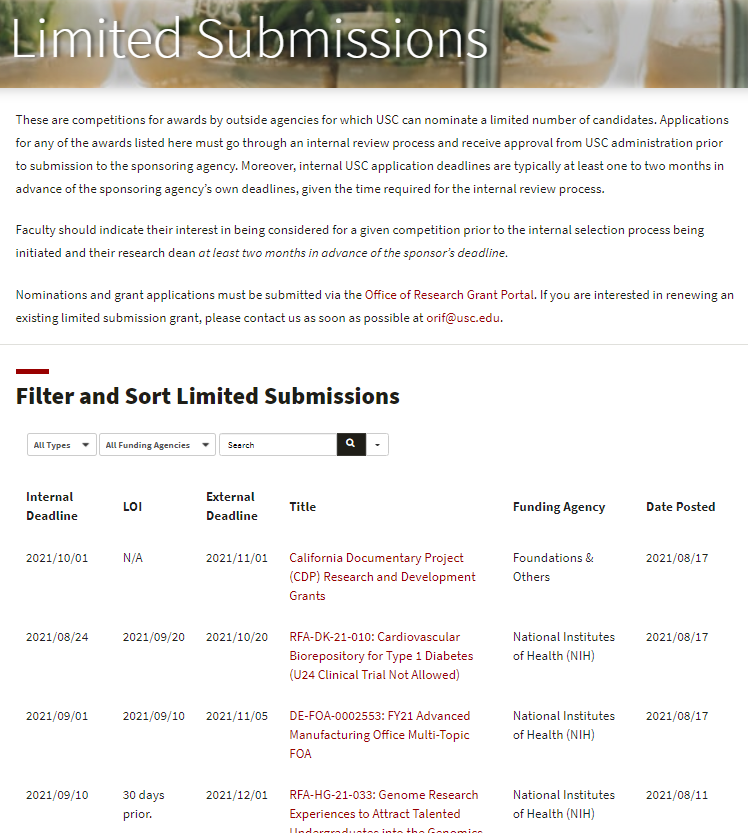 Limited Submissions
These are competitions for awards by outside agencies for which USC can nominate a limited number of candidates. Applications
for any of the awards listed here must go through an internal review process and receive approval from USC administration prior
to submission to the sponsoring agency. Moreover, internal USC application deadlines are typically at least one to two months in
advance of the sponsoring agency’s own deadlines, given the time required for the internal review process.
Faculty should indicate their interest in being considered for a given competition prior to the internal selection process being
initiated and their research dean at least two months in advance of the sponsor’s deadline.
Nominations and grant applications must be submitted via the Office of Research Grant Portal. If you are interested in renewing an
existing limited submission grant, please contact us as soon as possible at orif@usc.edu.
Filter and Sort Limited Submissions
All Types All Funding Agencies Search
Internal Deadline LOI External Deadline Title Funding Agency Date Posted
2021/10/01 N/A 2021/11/01 California Documentary Project Foundations & 2021/08/17
(CDP) Research and Development Others
Grants
2021/08/24 2021/09/20 2021/10/20 RFA-DK-21-010: Cardiovascular National Institutes 2021/08/17
Biorepository for Type 1 Diabetes of Health (NIH)
(U24 Clinical Trial Not Allowed)
2021/09/01 2021/09/10 2021/11/05 DE-FOA-0002553: FY21 Advanced National Institutes 2021/08/17
Manufacturing Office Multi-Topic of Health (NIH)
FOA
2021/09/10 30 days 2021/12/01 RFA-HG-21-033: Genome Research National Institutes 2021/08/11
prior. Experiences to Attract Talented of Health (NIH)
Undergraduates into the Genomics